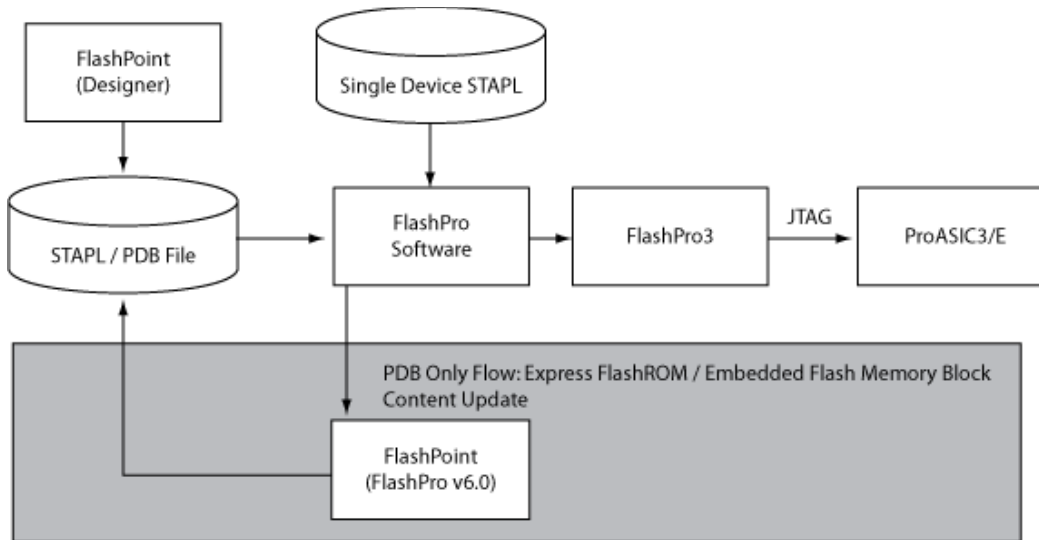 FlashPoint
(Designer)
Single Device STAPL
STAPL / PDB File
FlashPro
Software
FlashPro3
JTAG
ProASIC3/E
PDB Only Flow: Express FlashROM / Embedded Flash Memory Block
Content Update
FlashPoint
(FlashPro v6.0)